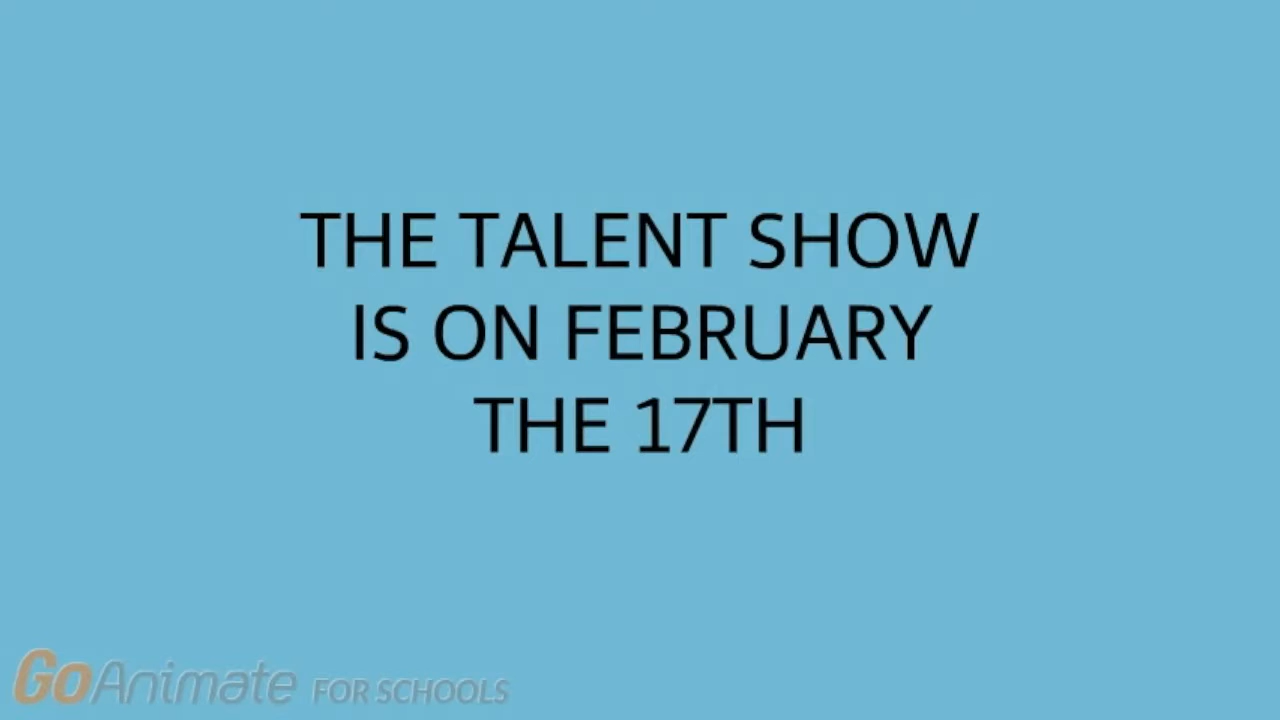 THE TALENT SHOW
IS ON FEBRUARY
THE 17TH
GoAnimate FOR SCHOOLS